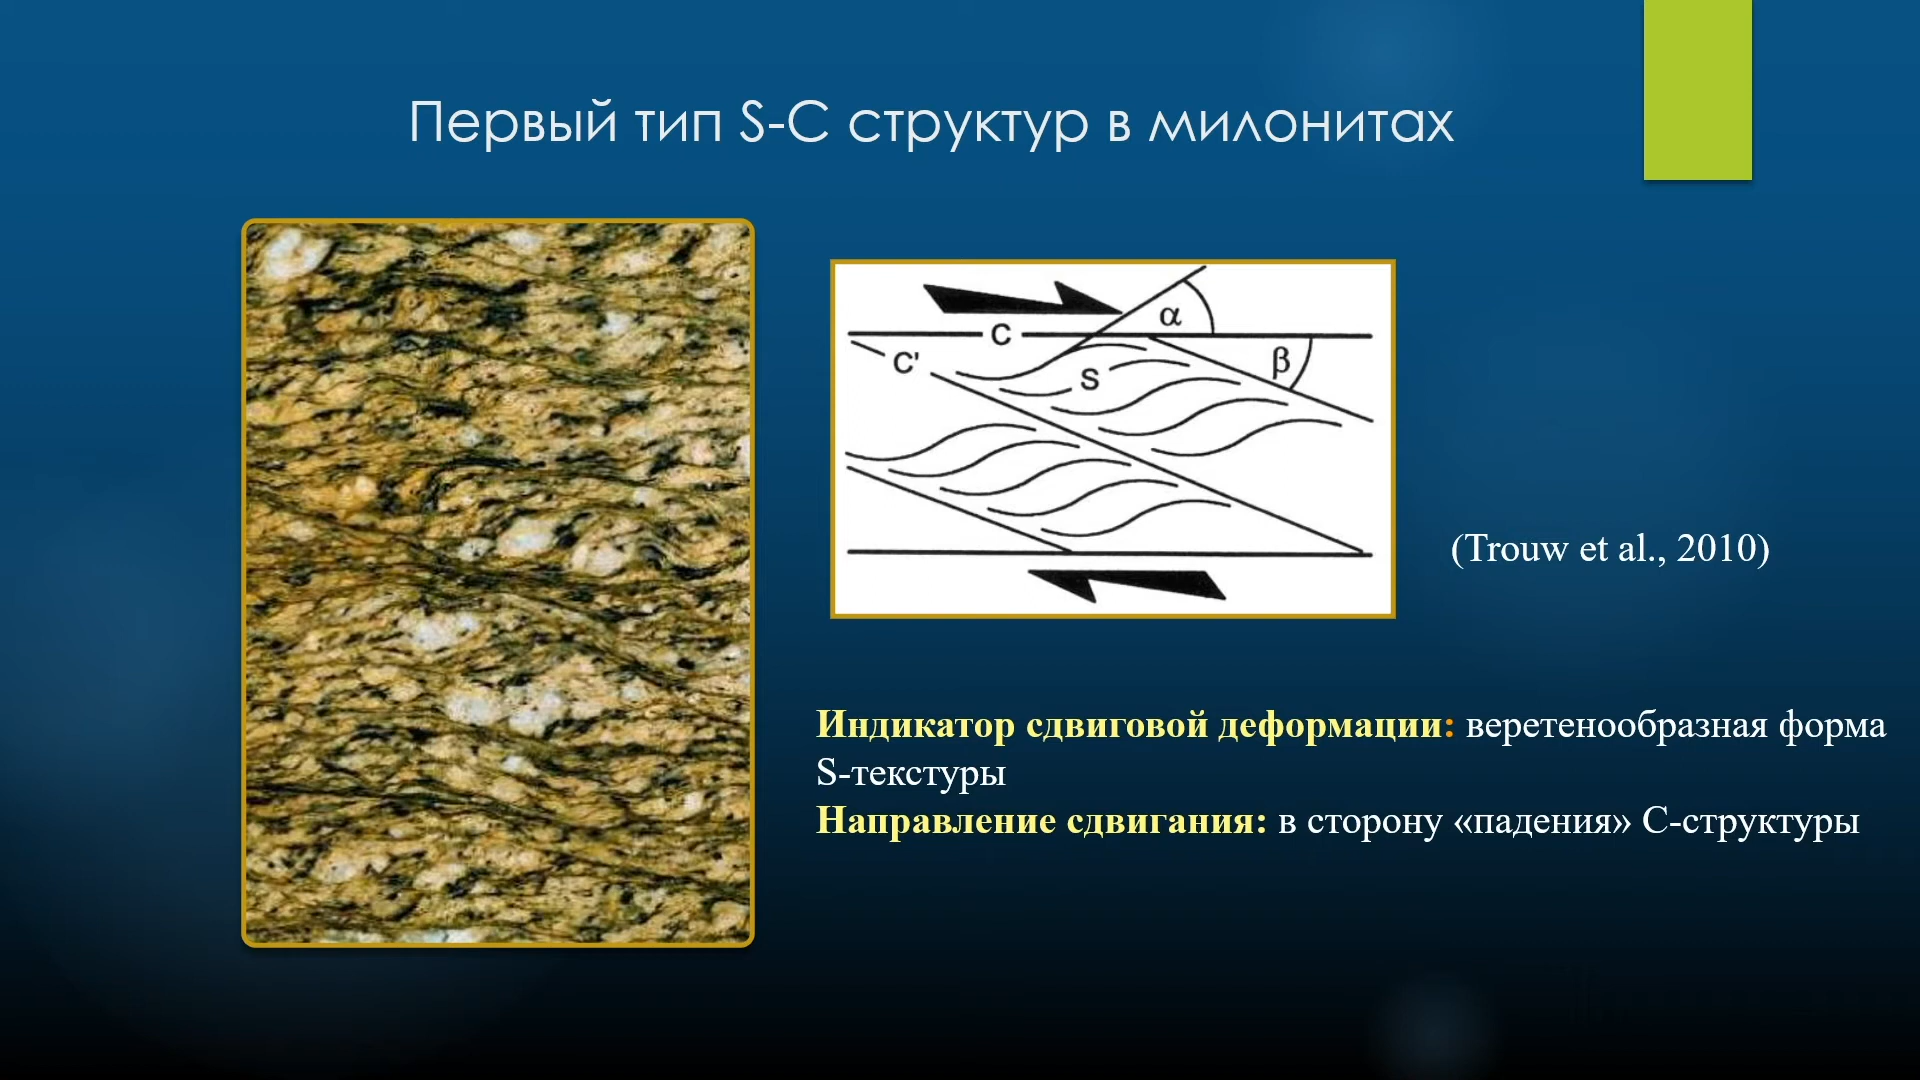 Первый тип S-C структур в милонитах
α
C
β
C'
S
(Trouw et al., 2010)
Индикатор сдвиговой деформации: веретенообразная форма
S-текстуры
Направление сдвигания: в сторону «падения» С-структуры